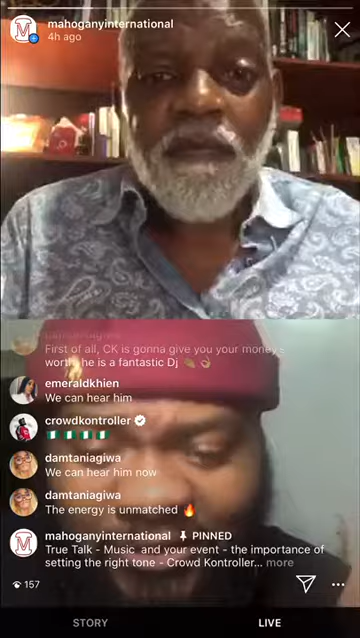 mahoganyinternational
4h ago
damtaniagiwa
First of all, CK is gonna give you your money's
worth he is a fantastic Dj 👏🏾 👌🏾
emeraldkhien
We can hear him
crowdkontroller
🇳🇬 🇳🇬 🇳🇬 🇳🇬
damtaniagiwa
We can hear him now
damtaniagiwa
The energy is unmatched 🔥
mahoganyinternational 📌 PINNED
True Talk - Music and your event - the importance of
setting the right tone - Crowd Kontroller... more
157
STORY LIVE